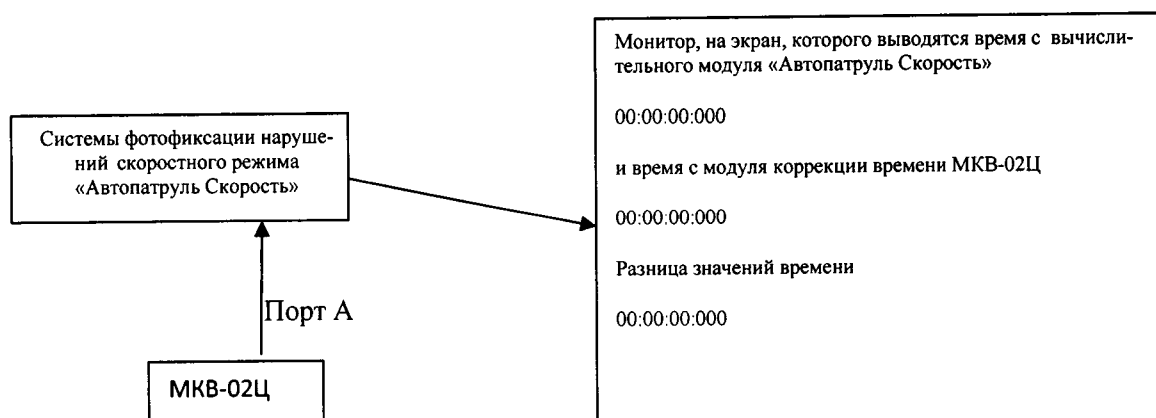 Монитор, на экран, которого выводятся время с вычисли-
тельного модуля «Автопатруль Скорость»
00:00:00:000
и время с модуля коррекции времени МКВ-02Ц
00:00:00:000
Разница значений времени
00:00:00:000
Системы фотофиксации наруше-
ний скоростного режима
«Автопатруль Скорость»
Порт А
МКВ-02Ц